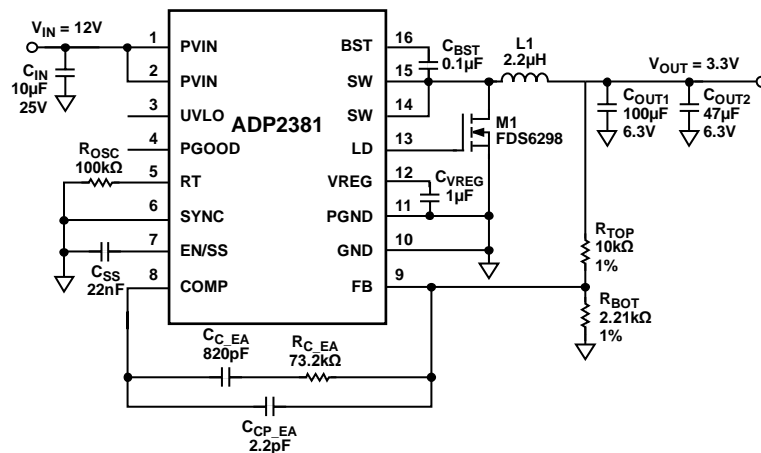 V_IN = 12V
C_IN
10µF
25V
1
PVIN
2
PVIN
3
UVLO
4
PGOOD
R_OSC
100kΩ
5
RT
6
SYNC
7
EN/SS
C_SS
22nF
8
COMP
ADP2381
BST
16
C_BST
0.1µF
SW
15
SW
14
LD
13
VREG
12
C_VREG
1µF
PGND
11
GND
10
FB
9
L1
2.2µH
M1
FDS6298
V_OUT = 3.3V
C_OUT1
100µF
6.3V
C_OUT2
47µF
6.3V
R_TOP
10kΩ
1%
R_BOT
2.21kΩ
1%
C_C_EA
820pF
R_C_EA
73.2kΩ
C_CP_EA
2.2pF